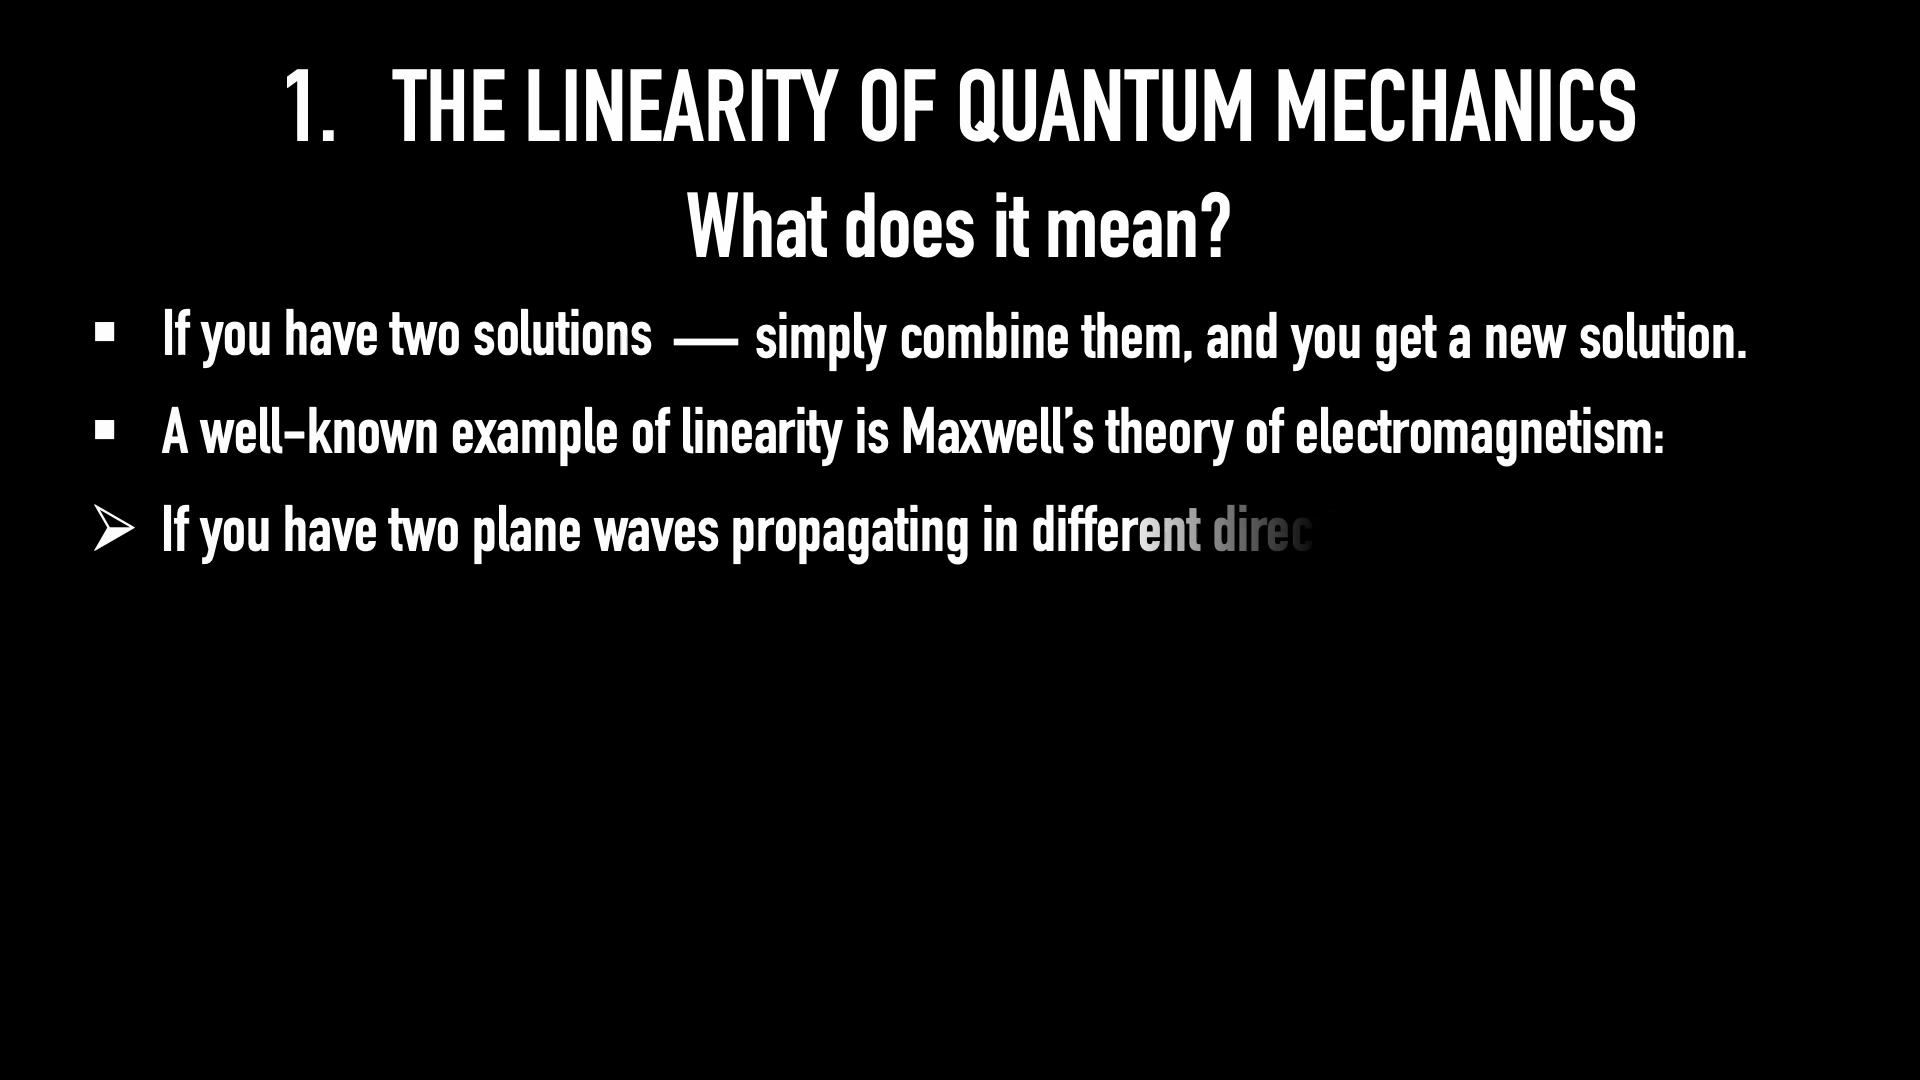 1. THE LINEARITY OF QUANTUM MECHANICS
What does it mean?
▪ If you have two solutions — simply combine them, and you get a new solution.
▪ A well-known example of linearity is Maxwell’s theory of electromagnetism:
➢ If you have two plane waves propagating in different direc